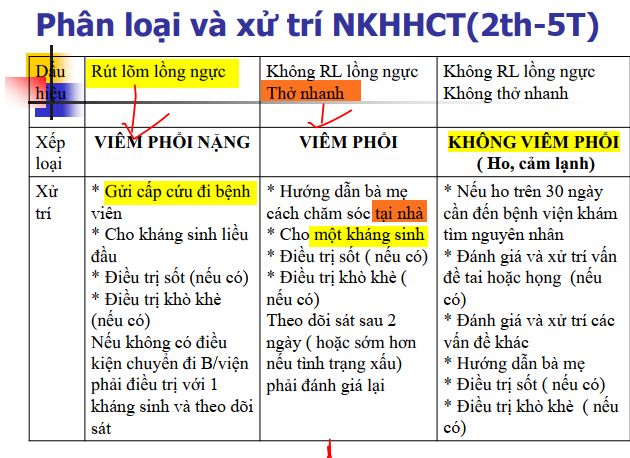 Phân loại và xử trí NKHHCT(2th-5T)
Dấu
hiệu
Rút lõm lồng ngực
Không RL lồng ngực
Thở nhanh
Không RL lồng ngực
Không thở nhanh
Xếp
loại
VIÊM PHỔI NẶNG
VIÊM PHỔI
KHÔNG VIÊM PHỔI
( Ho, cảm lạnh)
Xử
trí
* Gửi cấp cứu đi bệnh
viên
* Cho kháng sinh liều
đầu
* Điều trị sốt (nếu có)
* Điều trị khò khè
(nếu có)
Nếu không có điều
kiện chuyển đi B/viện
phải điều trị với 1
kháng sinh và theo dõi
sát
* Hướng dẫn bà mẹ
cách chăm sóc tại nhà
* Cho một kháng sinh
* Điều trị sốt ( nếu có)
* Điều trị khò khè (
nếu có)
Theo dõi sát sau 2
ngày ( hoặc sớm hơn
nếu tình trạng xấu)
phải đánh giá lại
* Nếu ho trên 30 ngày
cần đến bệnh viện khám
tìm nguyên nhân
* Đánh giá và xử trí vấn
đề tai hoặc họng (nếu
có)
* Đánh giá và xử trí các
vấn đề khác
* Hướng dẫn bà mẹ
* Điều trị sốt ( nếu có)
* Điều trị khò khè ( nếu
có)